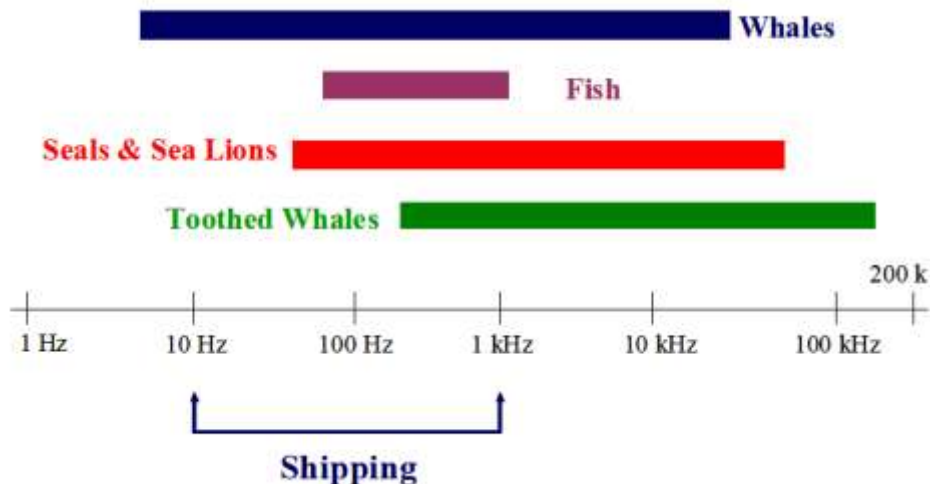 Whales
Fish
Seals & Sea Lions
Toothed Whales
200 k
1 Hz 10 Hz 100 Hz 1 kHz 10 kHz 100 kHz
Shipping